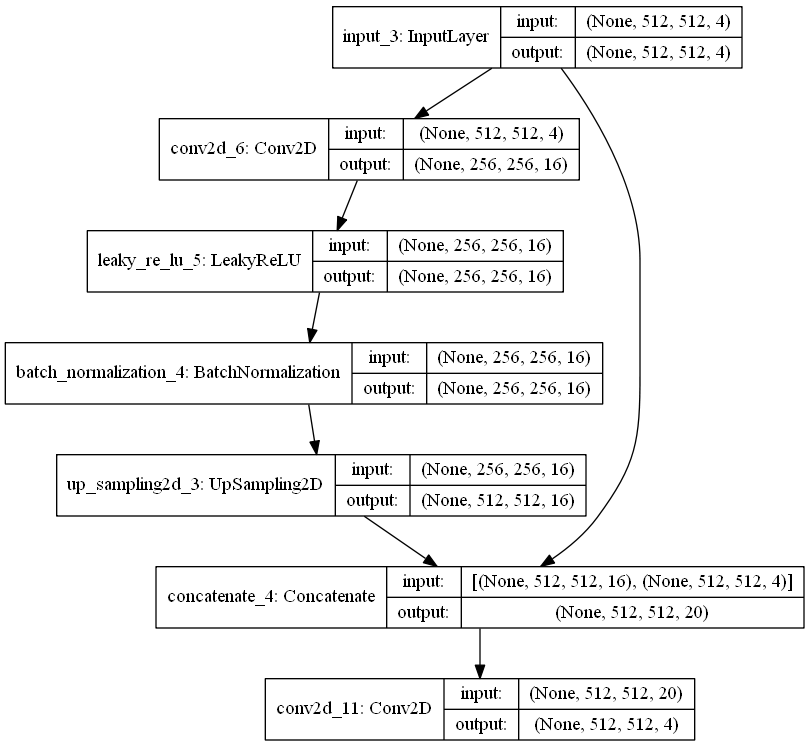 input_3: InputLayer
input: (None, 512, 512, 4)
output: (None, 512, 512, 4)
conv2d_6: Conv2D
input: (None, 512, 512, 4)
output: (None, 256, 256, 16)
leaky_re_lu_5: LeakyReLU
input: (None, 256, 256, 16)
output: (None, 256, 256, 16)
batch_normalization_4: BatchNormalization
input: (None, 256, 256, 16)
output: (None, 256, 256, 16)
up_sampling2d_3: UpSampling2D
input: (None, 256, 256, 16)
output: (None, 512, 512, 16)
concatenate_4: Concatenate
input: [(None, 512, 512, 16), (None, 512, 512, 4)]
output: (None, 512, 512, 20)
conv2d_11: Conv2D
input: (None, 512, 512, 20)
output: (None, 512, 512, 4)